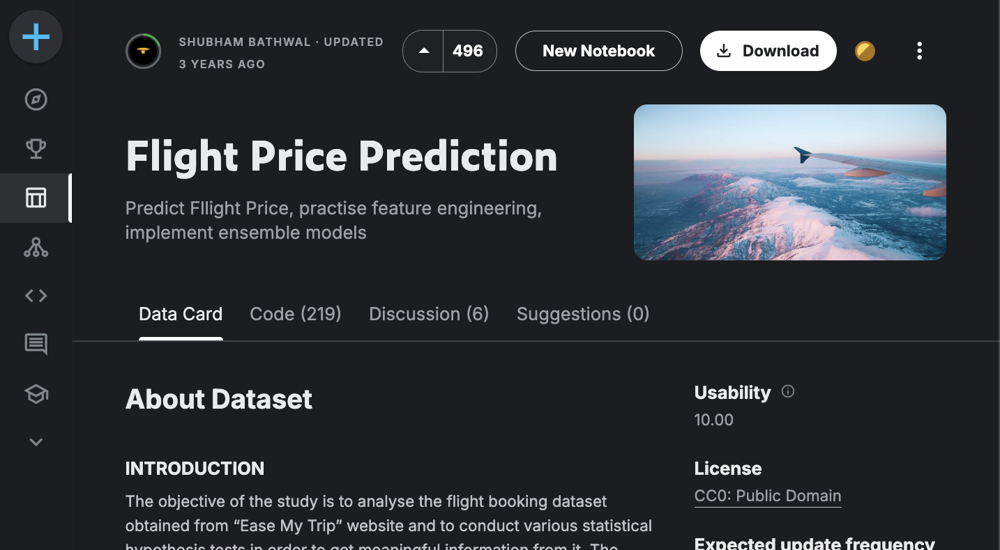 SHUBHAM BATHWAL · UPDATED
3 YEARS AGO
496
New Notebook
Download
Flight Price Prediction
Predict Fllight Price, practise feature engineering,
implement ensemble models
Data Card
Code (219)
Discussion (6)
Suggestions (0)
About Dataset
INTRODUCTION
The objective of the study is to analyse the flight booking dataset
obtained from “Ease My Trip” website and to conduct various statistical
hypothesis tests in order to get meaningful information from it. The
Usability
10.00
License
CC0: Public Domain
Expected update frequency